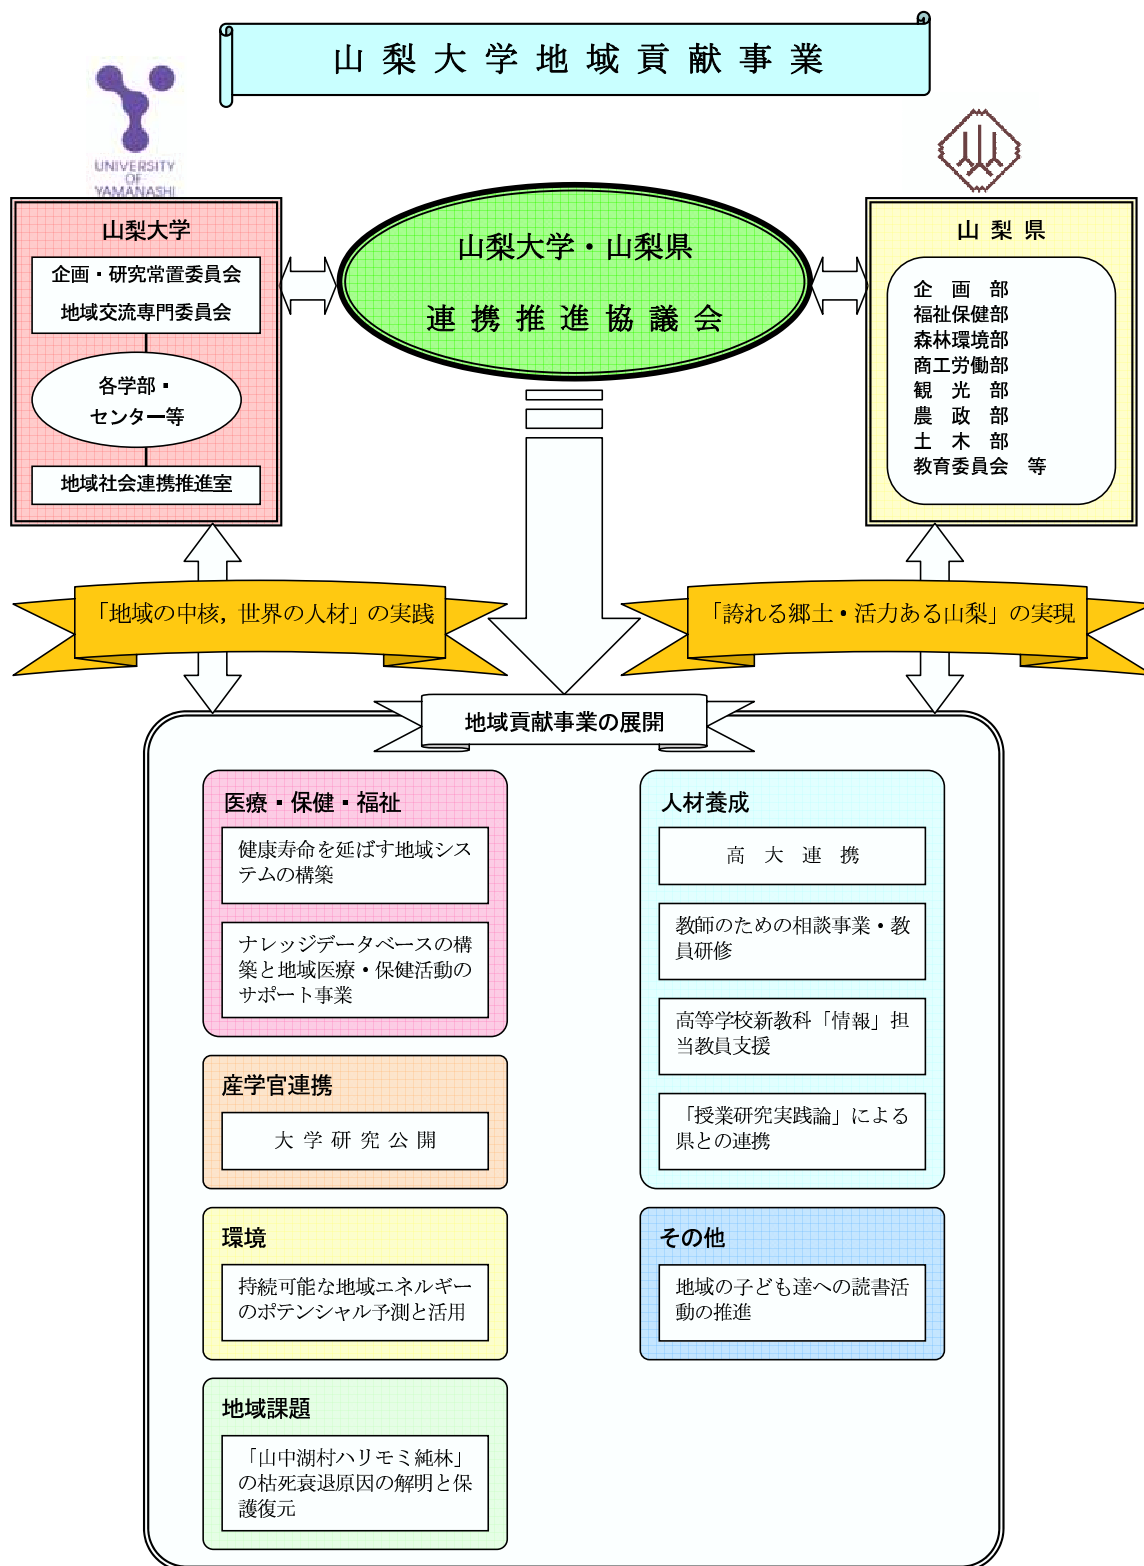 山梨大学地域貢献事業
UNIVERSITY
OF
YAMANASHI
山梨大学
企画・研究常置委員会
地域交流専門委員会
各学部・
センター等
地域社会連携推進室
山梨大学・山梨県
連携推進協議会
山梨県
企画部
福祉保健部
森林環境部
商工労働部
観光部
農政部
土木部
教育委員会　等
「地域の中核，世界の人材」の実践
「誇れる郷土・活力ある山梨」の実現
地域貢献事業の展開
医療・保健・福祉
健康寿命を延ばす地域シス
テムの構築
ナレッジデータベースの構
築と地域医療・保健活動の
サポート事業
産学官連携
大学研究公開
環境
持続可能な地域エネルギー
のポテンシャル予測と活用
地域課題
「山中湖村ハリモミ純林」
の枯死衰退原因の解明と保
護復元
人材養成
高大連携
教師のための相談事業・教
員研修
高等学校新教科「情報」担
当教員支援
「授業研究実践論」による
県との連携
その他
地域の子ども達への読書活
動の推進